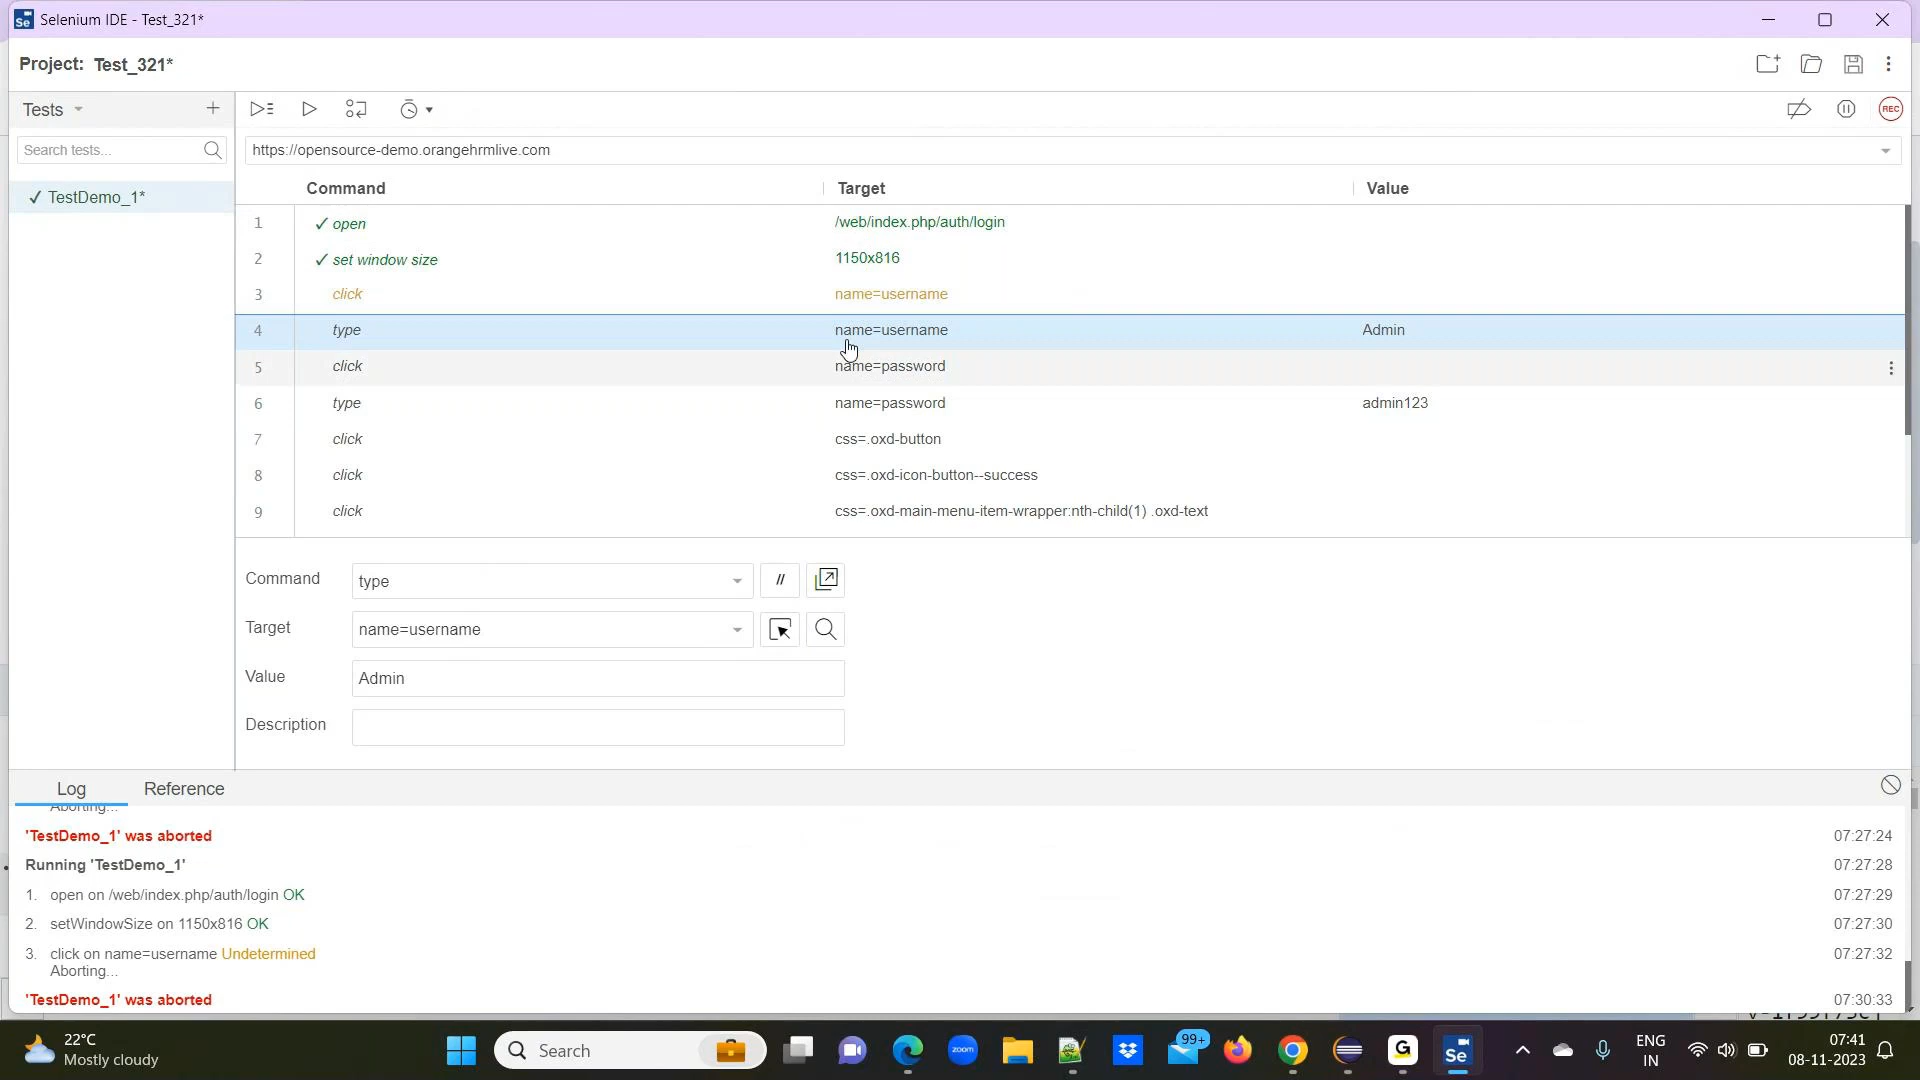 Selenium IDE - Test_321*
Project: Test_321*
Tests
Search tests...
https://opensource-demo.orangehrmlive.com
✓ TestDemo_1*
Command Target Value
1 ✓ open /web/index.php/auth/login
2 ✓ set window size 1150x816
3 click name=username
4 type name=username Admin
5 click name=password
6 type name=password admin123
7 click css=.oxd-button
8 click css=.oxd-icon-button--success
9 click css=.oxd-main-menu-item-wrapper:nth-child(1) .oxd-text
Command type //
Target name=username
Value Admin
Description
Log Reference
Aborting...
'TestDemo_1' was aborted 07:27:24
Running 'TestDemo_1' 07:27:28
1. open on /web/index.php/auth/login OK 07:27:29
2. setWindowSize on 1150x816 OK 07:27:30
3. click on name=username Undetermined 07:27:32
Aborting...
'TestDemo_1' was aborted 07:30:33
REC
22°C
Mostly cloudy
Search
zoom
99+
G
Se
ENG
IN
07:41
08-11-2023